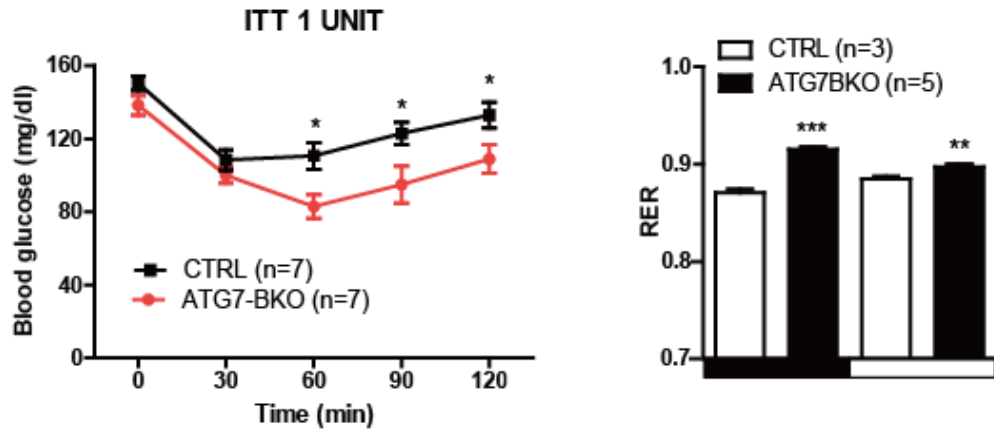 ITT 1 UNIT
Blood glucose (mg/dl)
160
120
80
40
0
CTRL (n=7)
ATG7-BKO (n=7)
*
*
*
0 30 60 90 120
Time (min)
CTRL (n=3)
ATG7BKO (n=5)
RER
1.0
0.9
0.8
0.7
***
**